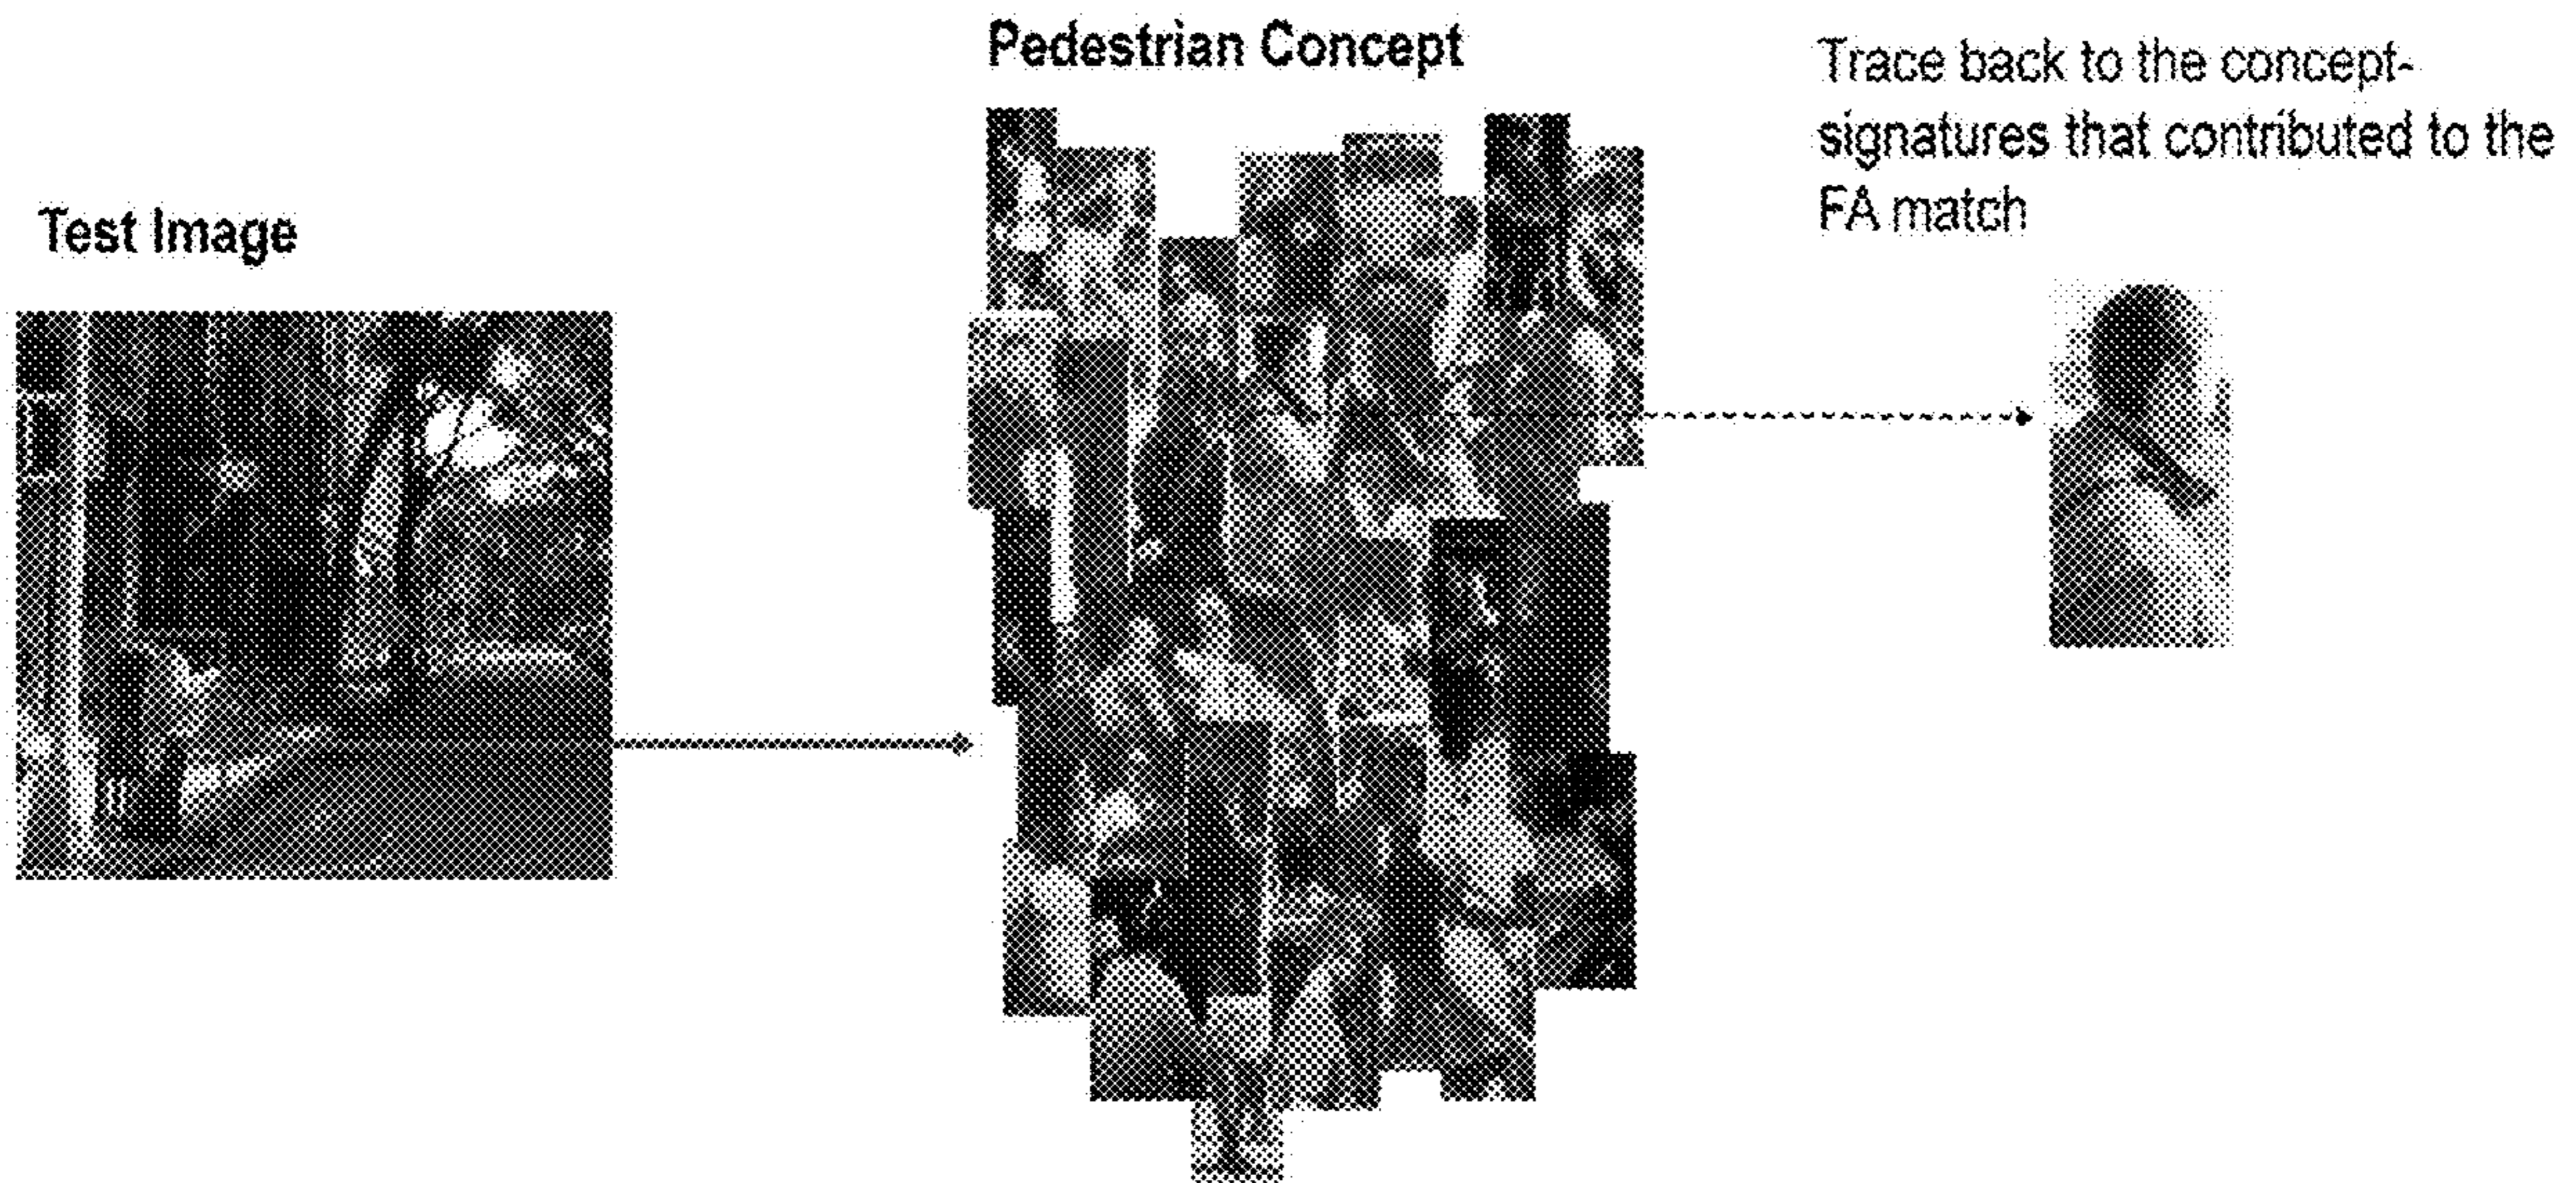 Pedestrian Concept
Trace back to the concept-
signatures that contributed to the
FA match
Test Image